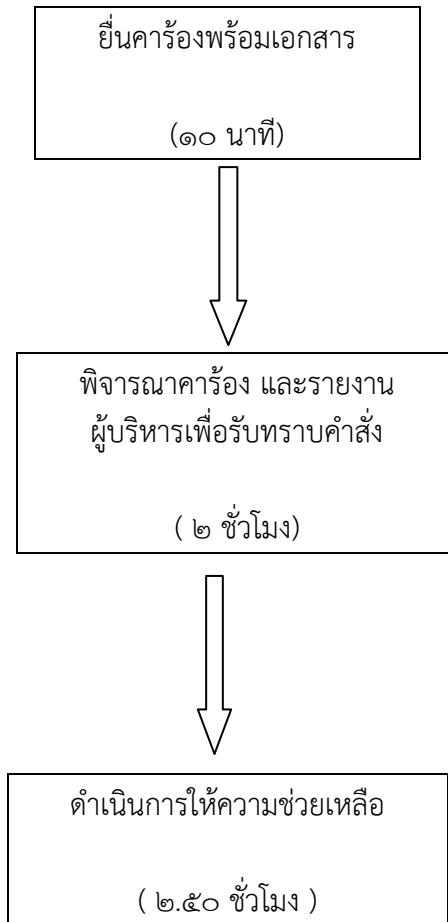 ยื่นคาร้องพร้อมเอกสาร
(๑๐ นาที)
พิจารณาคาร้อง และรายงาน
ผู้บริหารเพื่อรับทราบคำสั่ง
( ๒ ชั่วโมง)
ดำเนินการให้ความช่วยเหลือ
( ๒.๕๐ ชั่วโมง )